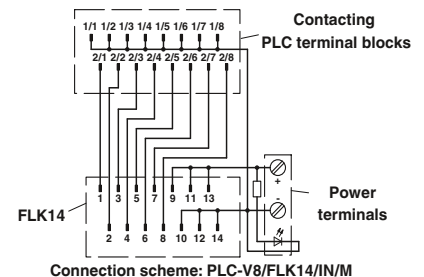 Contacting
PLC terminal blocks
1/1 1/2 1/3 1/4 1/5 1/6 1/7 1/8
2/1 2/2 2/3 2/4 2/5 2/6 2/7 2/8
1 3 5 7 9 11 13
+
-
Power
terminals
FLK14
2 4 6 8 10 12 14
Connection scheme: PLC-V8/FLK14/IN/M